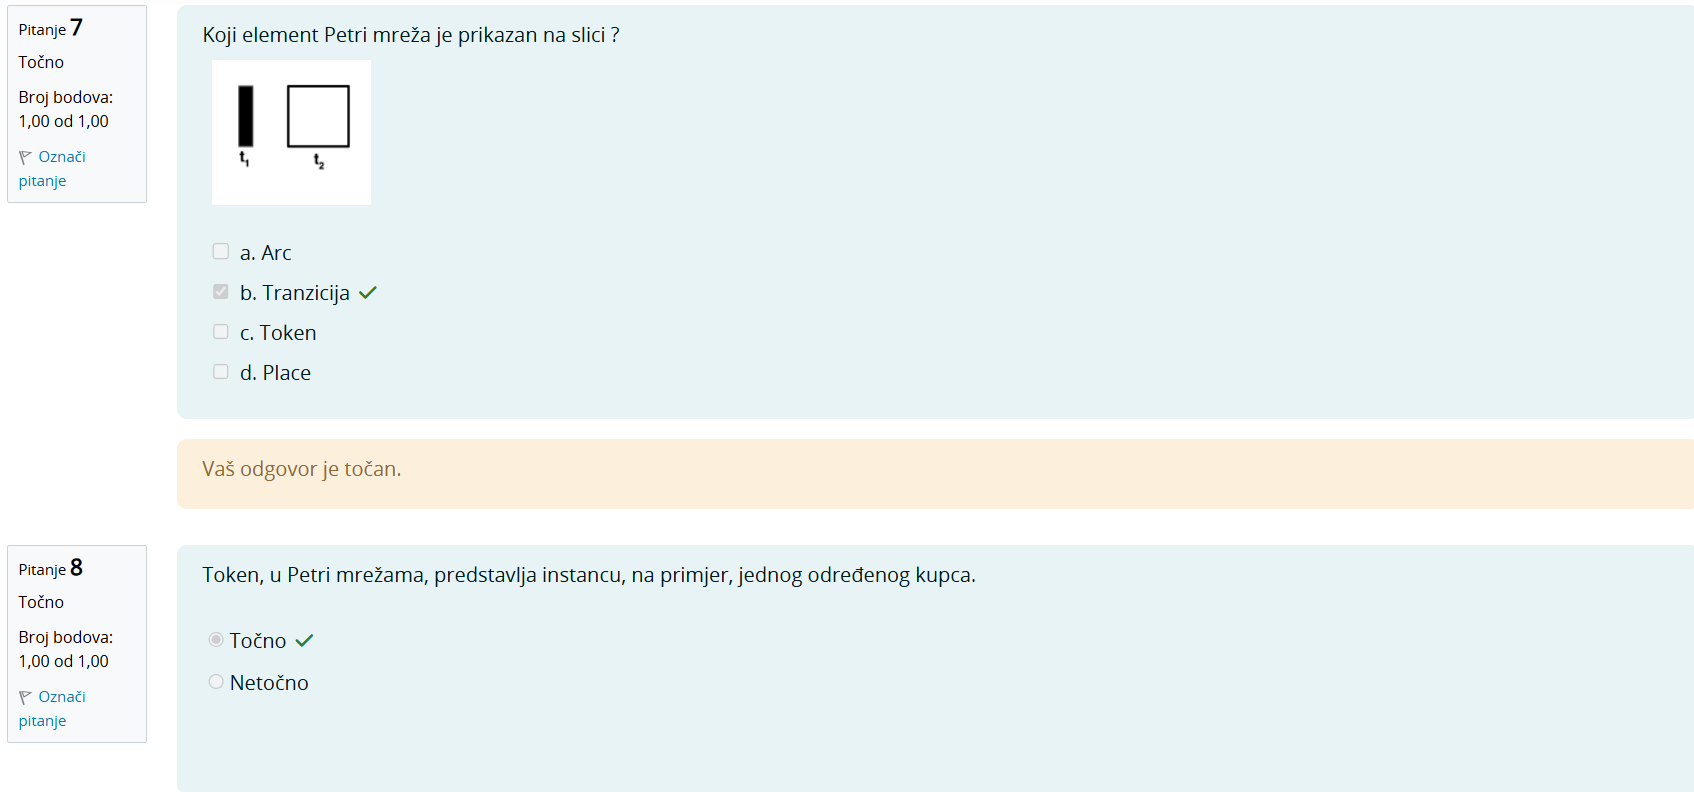 Pitanje 7
Točno
Broj bodova:
1,00 od 1,00
Označi
pitanje
Koji element Petri mreža je prikazan na slici ?
t1 t2
a. Arc
b. Tranzicija
c. Token
d. Place
Vaš odgovor je točan.
Pitanje 8
Točno
Broj bodova:
1,00 od 1,00
Označi
pitanje
Token, u Petri mrežama, predstavlja instancu, na primjer, jednog određenog kupca.
Točno
Netočno